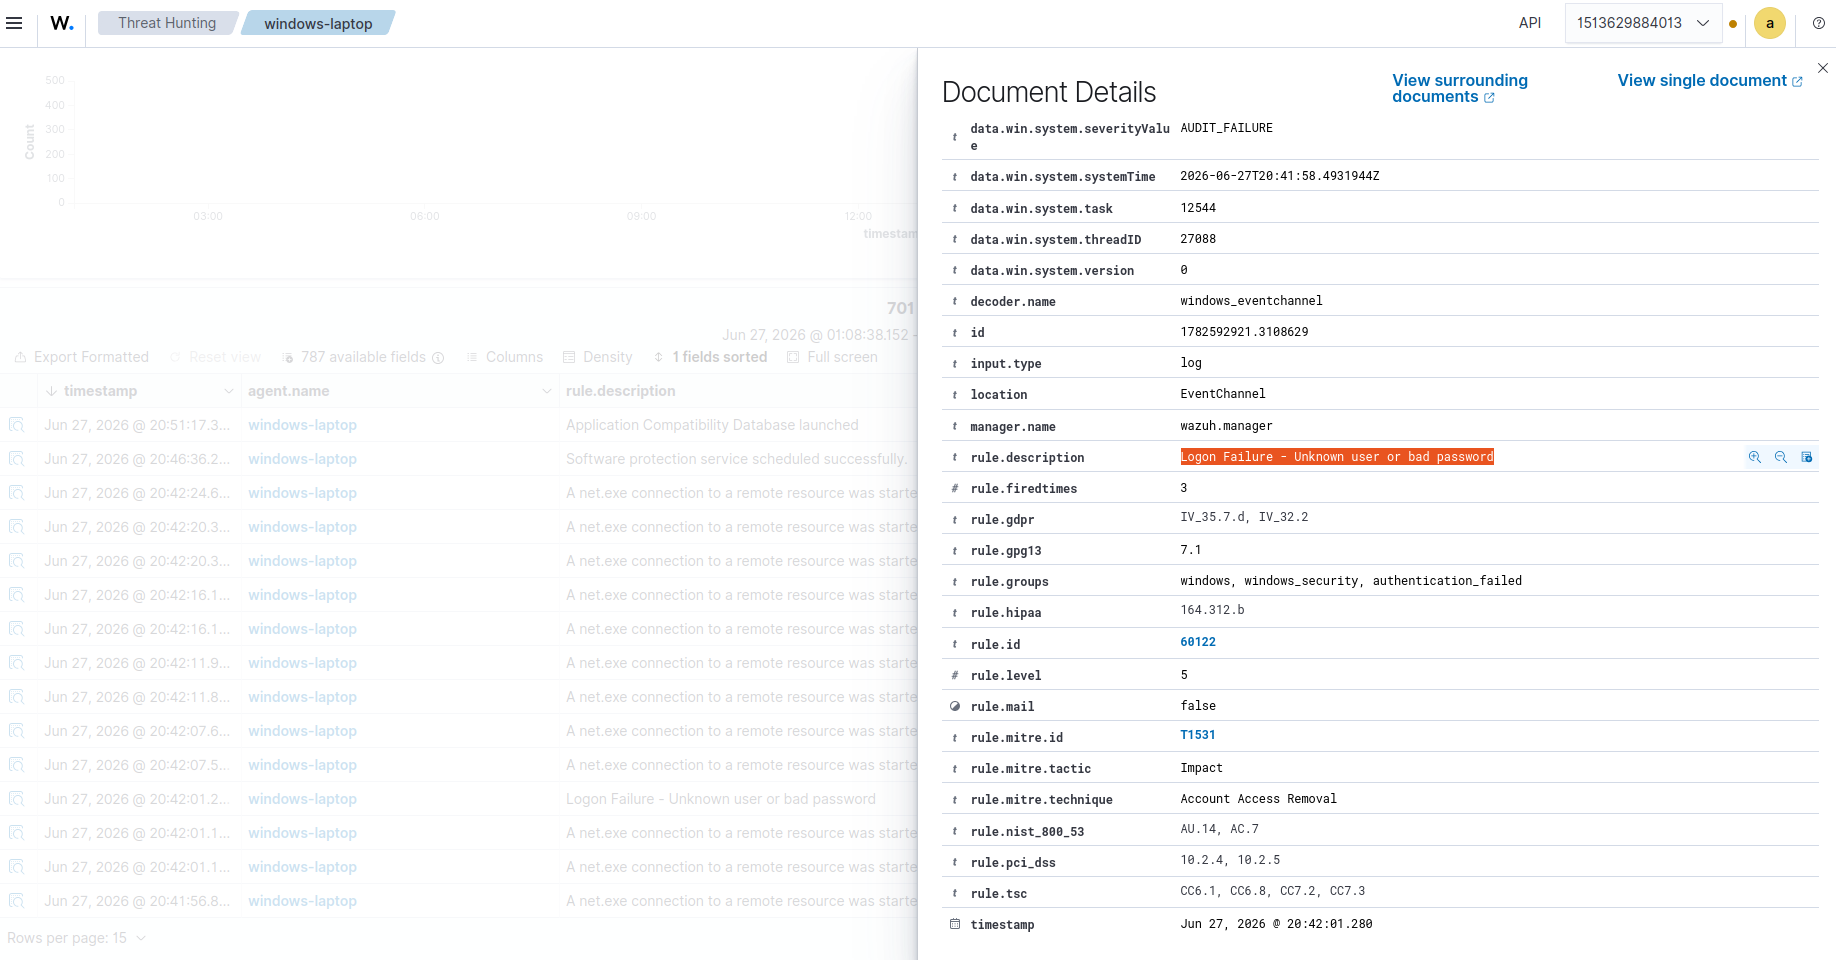 W.
Threat Hunting
windows-laptop
API
1513629884013
a
500
400
300
200
100
0
Count
03:00
06:00
09:00
12:00
timestam
701
Jun 27, 2026 @ 01:08:38.152 -
Export Formatted
Reset view
787 available fields
Columns
Density
1 fields sorted
Full screen
timestamp
agent.name
rule.description
Jun 27, 2026 @ 20:51:17.3... windows-laptop Application Compatibility Database launched
Jun 27, 2026 @ 20:46:36.2... windows-laptop Software protection service scheduled successfully.
Jun 27, 2026 @ 20:42:24.6... windows-laptop A net.exe connection to a remote resource was starte
Jun 27, 2026 @ 20:42:20.3... windows-laptop A net.exe connection to a remote resource was starte
Jun 27, 2026 @ 20:42:20.3... windows-laptop A net.exe connection to a remote resource was starte
Jun 27, 2026 @ 20:42:16.1... windows-laptop A net.exe connection to a remote resource was starte
Jun 27, 2026 @ 20:42:16.1... windows-laptop A net.exe connection to a remote resource was starte
Jun 27, 2026 @ 20:42:11.9... windows-laptop A net.exe connection to a remote resource was starte
Jun 27, 2026 @ 20:42:11.8... windows-laptop A net.exe connection to a remote resource was starte
Jun 27, 2026 @ 20:42:07.6... windows-laptop A net.exe connection to a remote resource was starte
Jun 27, 2026 @ 20:42:07.5... windows-laptop A net.exe connection to a remote resource was starte
Jun 27, 2026 @ 20:42:01.2... windows-laptop Logon Failure - Unknown user or bad password
Jun 27, 2026 @ 20:42:01.1... windows-laptop A net.exe connection to a remote resource was starte
Jun 27, 2026 @ 20:42:01.1... windows-laptop A net.exe connection to a remote resource was starte
Jun 27, 2026 @ 20:41:56.8... windows-laptop A net.exe connection to a remote resource was starte
Rows per page: 15
Document Details
View surrounding
documents
View single document
t data.win.system.severityValu AUDIT_FAILURE
e
t data.win.system.systemTime 2026-06-27T20:41:58.4931944Z
t data.win.system.task 12544
t data.win.system.threadID 27088
t data.win.system.version 0
t decoder.name windows_eventchannel
t id 1782592921.3108629
t input.type log
t location EventChannel
t manager.name wazuh.manager
t rule.description Logon Failure - Unknown user or bad password
# rule.firedtimes 3
t rule.gdpr IV_35.7.d, IV_32.2
t rule.gpg13 7.1
t rule.groups windows, windows_security, authentication_failed
t rule.hipaa 164.312.b
t rule.id 60122
# rule.level 5
rule.mail false
t rule.mitre.id T1531
t rule.mitre.tactic Impact
t rule.mitre.technique Account Access Removal
t rule.nist_800_53 AU.14, AC.7
t rule.pci_dss 10.2.4, 10.2.5
t rule.tsc CC6.1, CC6.8, CC7.2, CC7.3
timestamp Jun 27, 2026 @ 20:42:01.280